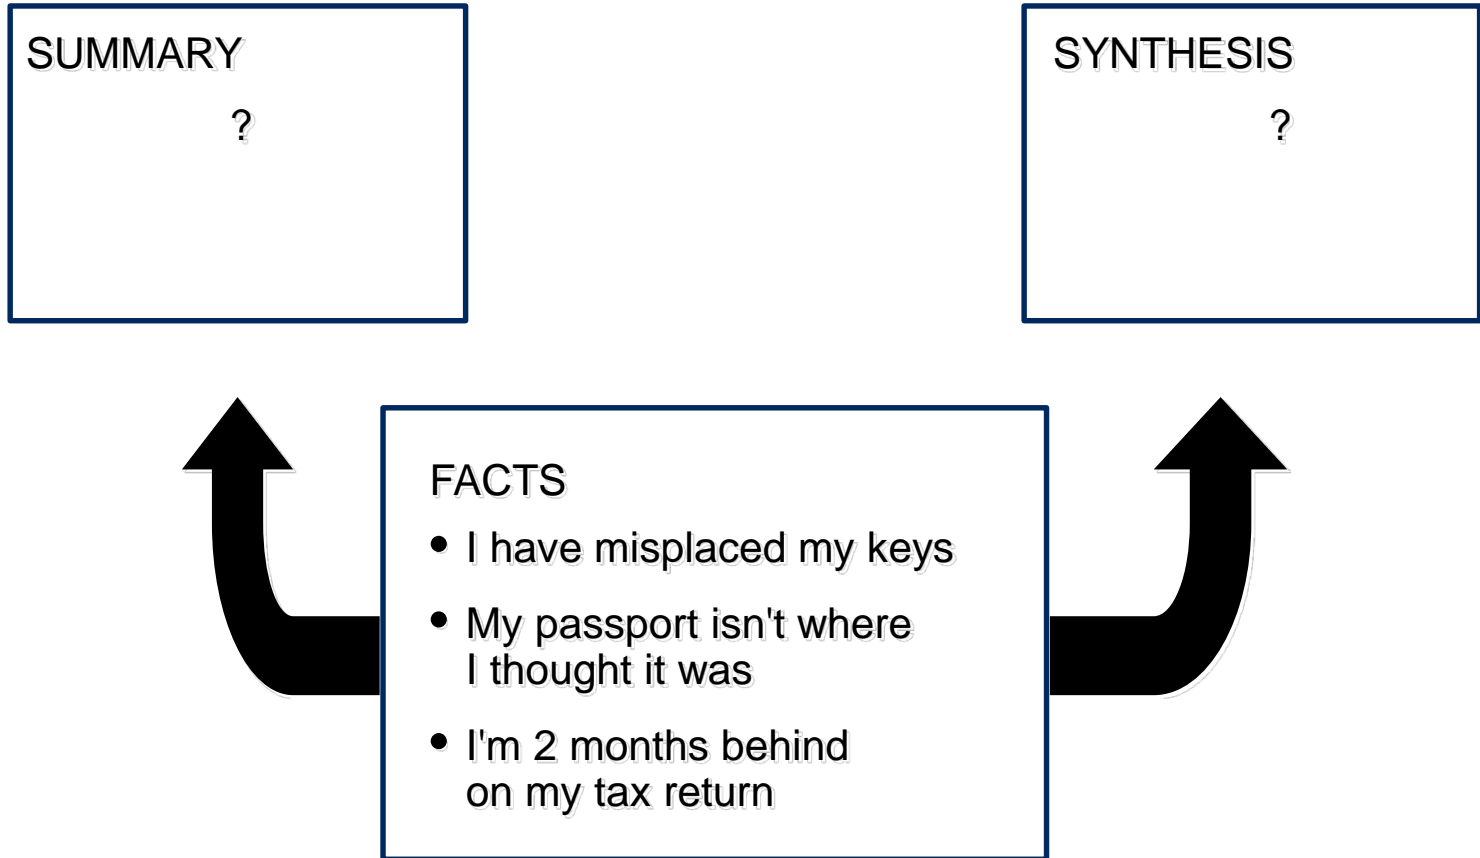 SUMMARY
?
SYNTHESIS
?
FACTS
• I have misplaced my keys
• My passport isn't where
I thought it was
• I'm 2 months behind
on my tax return